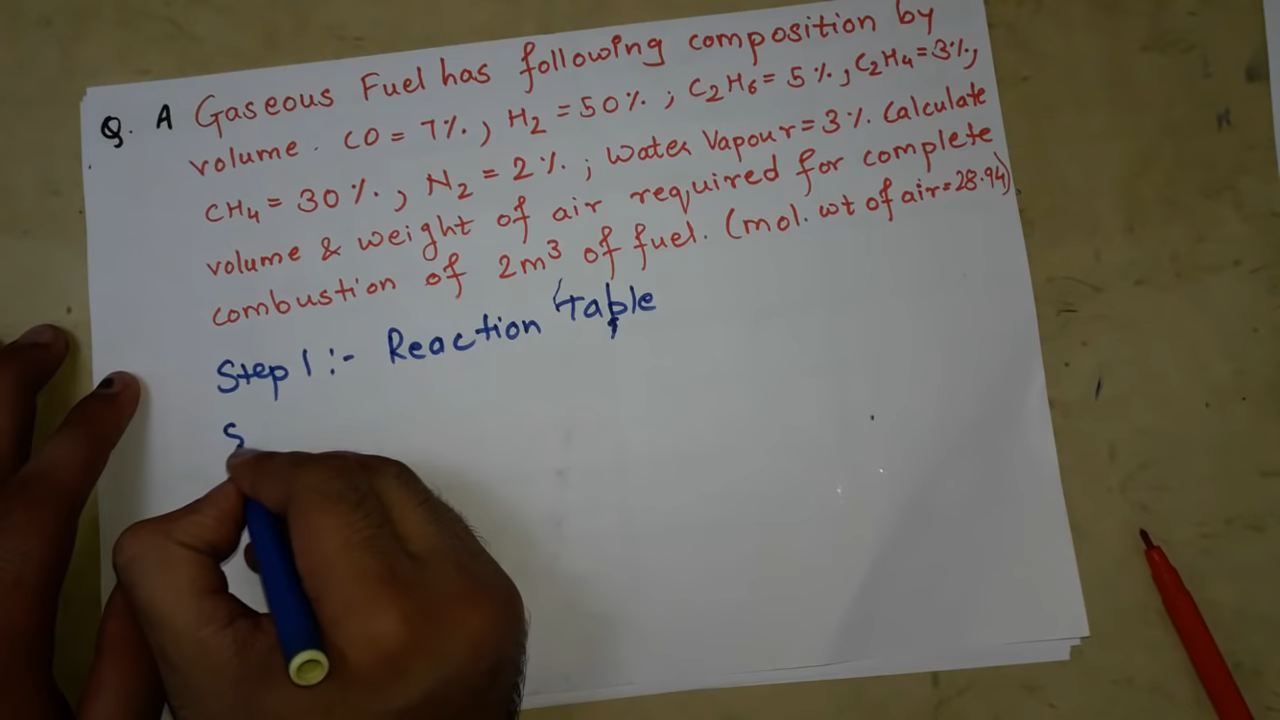 Q. A Gaseous Fuel has following composition by
volume. CO = 7%, H2 = 50%; C2H6 = 5%, C2H4 = 3%,
CH4 = 30%, N2 = 2%; Water Vapour = 3%. Calculate
volume & weight of air required for complete
combustion of 2m³ of fuel. (mol. wt of air = 28.94).
Step 1 :- Reaction Table
S